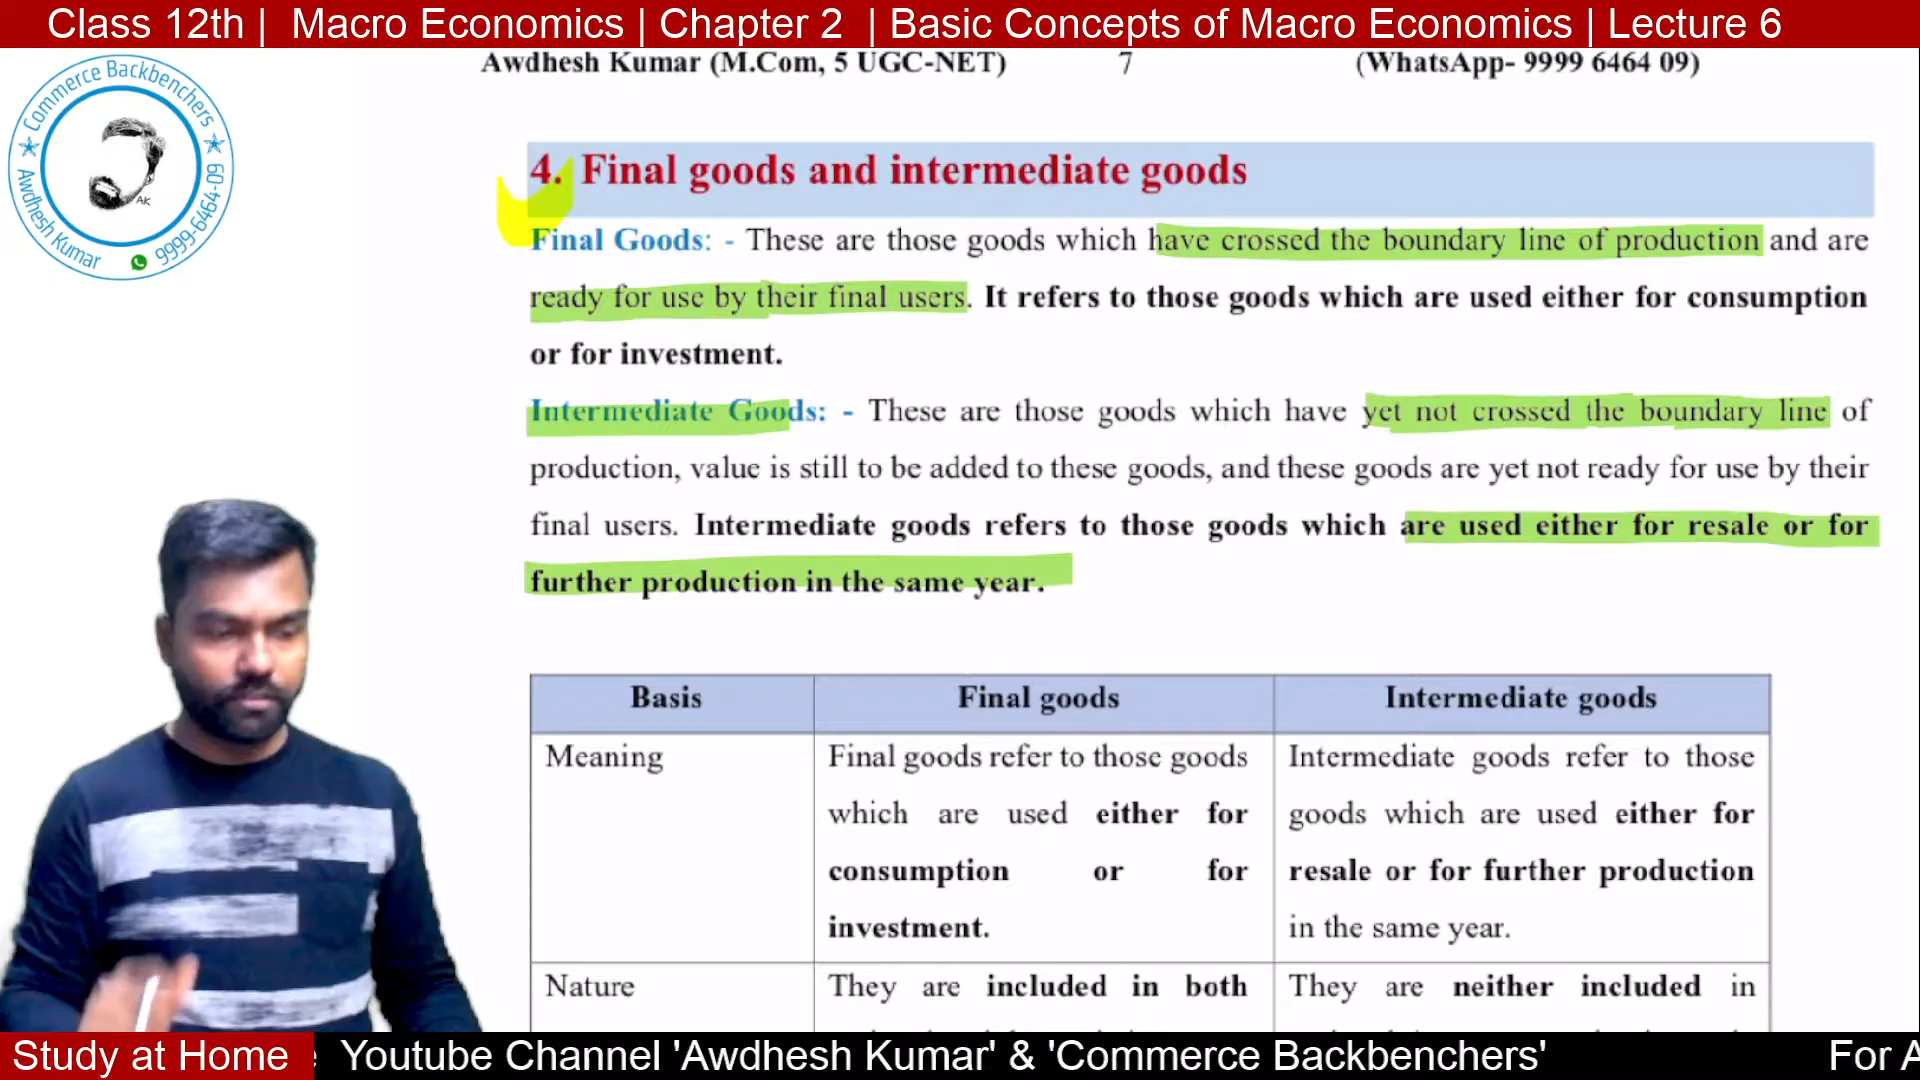 Class 12th | Macro Economics | Chapter 2 | Basic Concepts of Macro Economics | Lecture 6
Awdhesh Kumar (M.Com, 5 UGC-NET) 7 (WhatsApp- 9999 6464 09)
Commerce Backbenchers
Awdhesh Kumar 9999-6464-09
AK
4. Final goods and intermediate goods
Final Goods: - These are those goods which have crossed the boundary line of production and are
ready for use by their final users. It refers to those goods which are used either for consumption
or for investment.
Intermediate Goods: - These are those goods which have yet not crossed the boundary line of
production, value is still to be added to these goods, and these goods are yet not ready for use by their
final users. Intermediate goods refers to those goods which are used either for resale or for
further production in the same year.
Basis Final goods Intermediate goods
Meaning Final goods refer to those goods Intermediate goods refer to those
which are used either for goods which are used either for
consumption or for resale or for further production
investment. in the same year.
Nature They are included in both They are neither included in
Study at Home Youtube Channel 'Awdhesh Kumar' & 'Commerce Backbenchers' For A